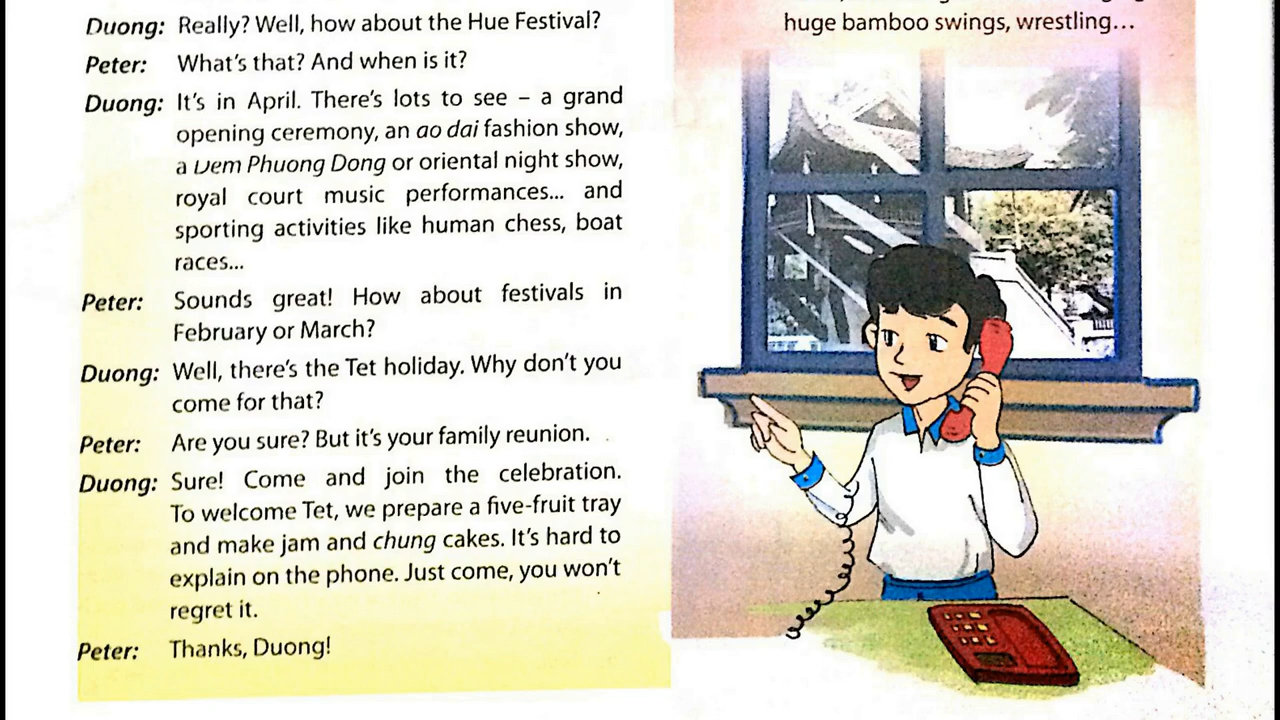 Duong: Really? Well, how about the Hue Festival?
Peter: What's that? And when is it?
Duong: It's in April. There's lots to see – a grand
opening ceremony, an ao dai fashion show,
a Dem Phuong Dong or oriental night show,
royal court music performances... and
sporting activities like human chess, boat
races...
Peter: Sounds great! How about festivals in
February or March?
Duong: Well, there's the Tet holiday. Why don't you
come for that?
Peter: Are you sure? But it's your family reunion.
Duong: Sure! Come and join the celebration.
To welcome Tet, we prepare a five-fruit tray
and make jam and chung cakes. It's hard to
explain on the phone. Just come, you won't
regret it.
Peter: Thanks, Duong!
huge bamboo swings, wrestling...